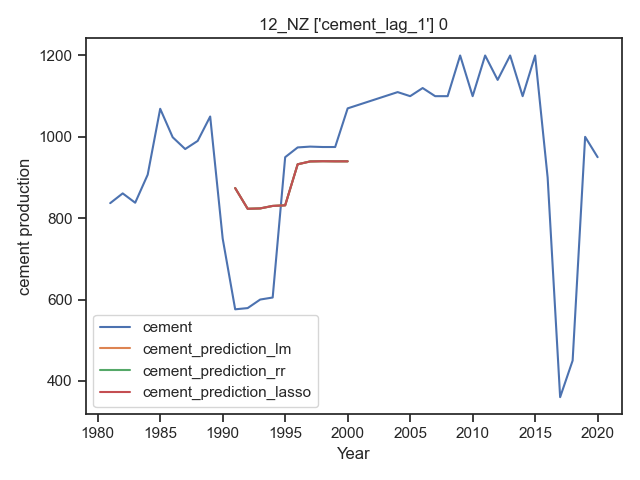 12_NZ ['cement_lag_1'] 0
cement production
1200
1000
800
600
400
cement
cement_prediction_lm
cement_prediction_rr
cement_prediction_lasso
1980 1985 1990 1995 2000 2005 2010 2015 2020
Year